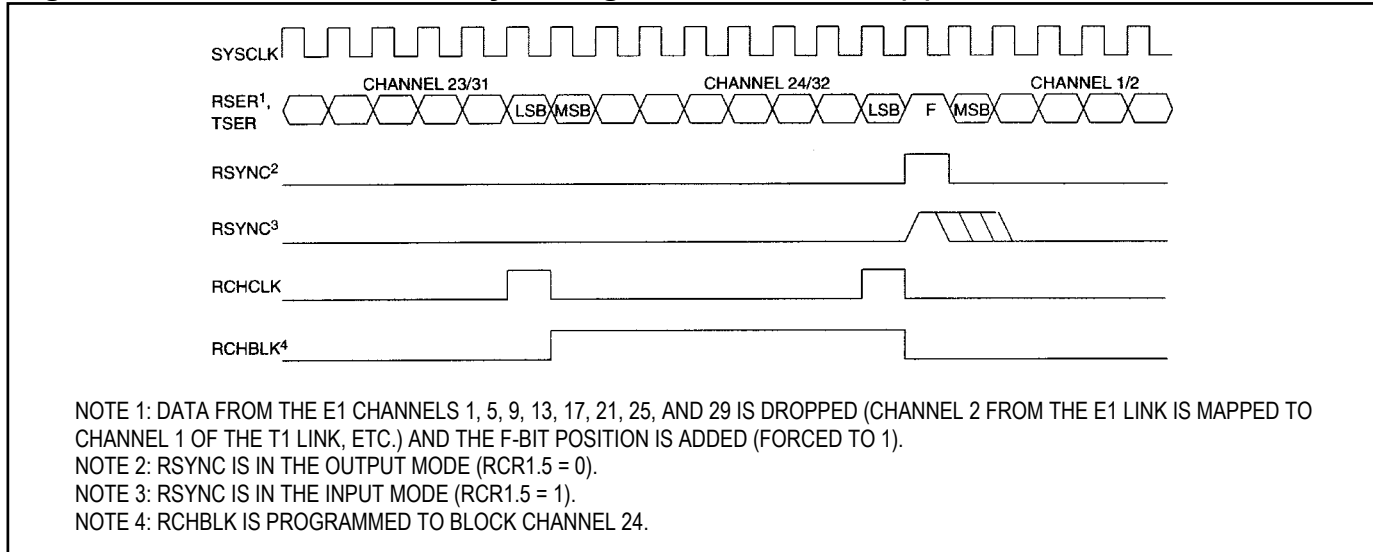 SYSCLK
CHANNEL 23/31 CHANNEL 24/32 CHANNEL 1/2
RSER1,
TSER
LSB MSB LSB F MSB
RSYNC2
RSYNC3
RCHCLK
RCHBLK4
NOTE 1: DATA FROM THE E1 CHANNELS 1, 5, 9, 13, 17, 21, 25, AND 29 IS DROPPED (CHANNEL 2 FROM THE E1 LINK IS MAPPED TO
CHANNEL 1 OF THE T1 LINK, ETC.) AND THE F-BIT POSITION IS ADDED (FORCED TO 1).
NOTE 2: RSYNC IS IN THE OUTPUT MODE (RCR1.5 = 0).
NOTE 3: RSYNC IS IN THE INPUT MODE (RCR1.5 = 1).
NOTE 4: RCHBLK IS PROGRAMMED TO BLOCK CHANNEL 24.